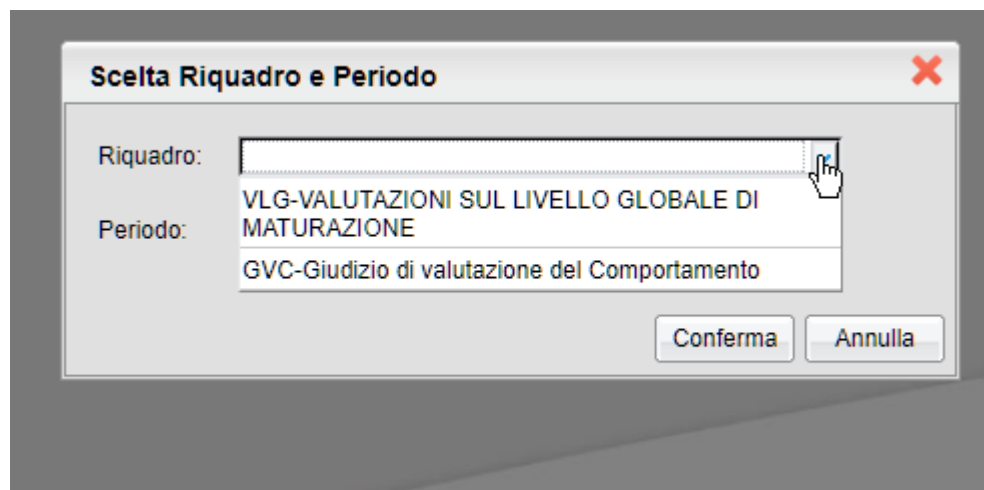 Scelta Riquadro e Periodo
Riquadro:
VLG-VALUTAZIONI SUL LIVELLO GLOBALE DI
MATURAZIONE
Periodo:
GVC-Giudizio di valutazione del Comportamento
Conferma Annulla